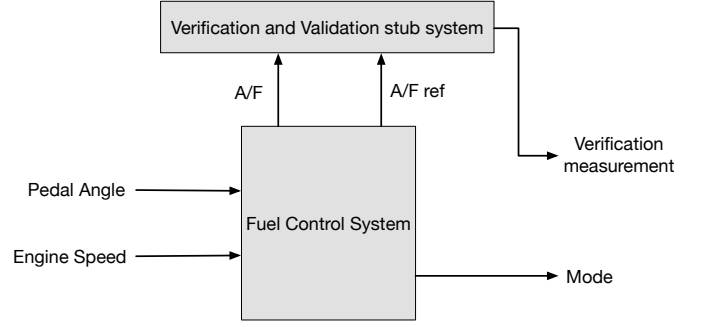 Verification and Validation stub system
A/F
A/F ref
Verification
measurement
Pedal Angle
Fuel Control System
Engine Speed
Mode